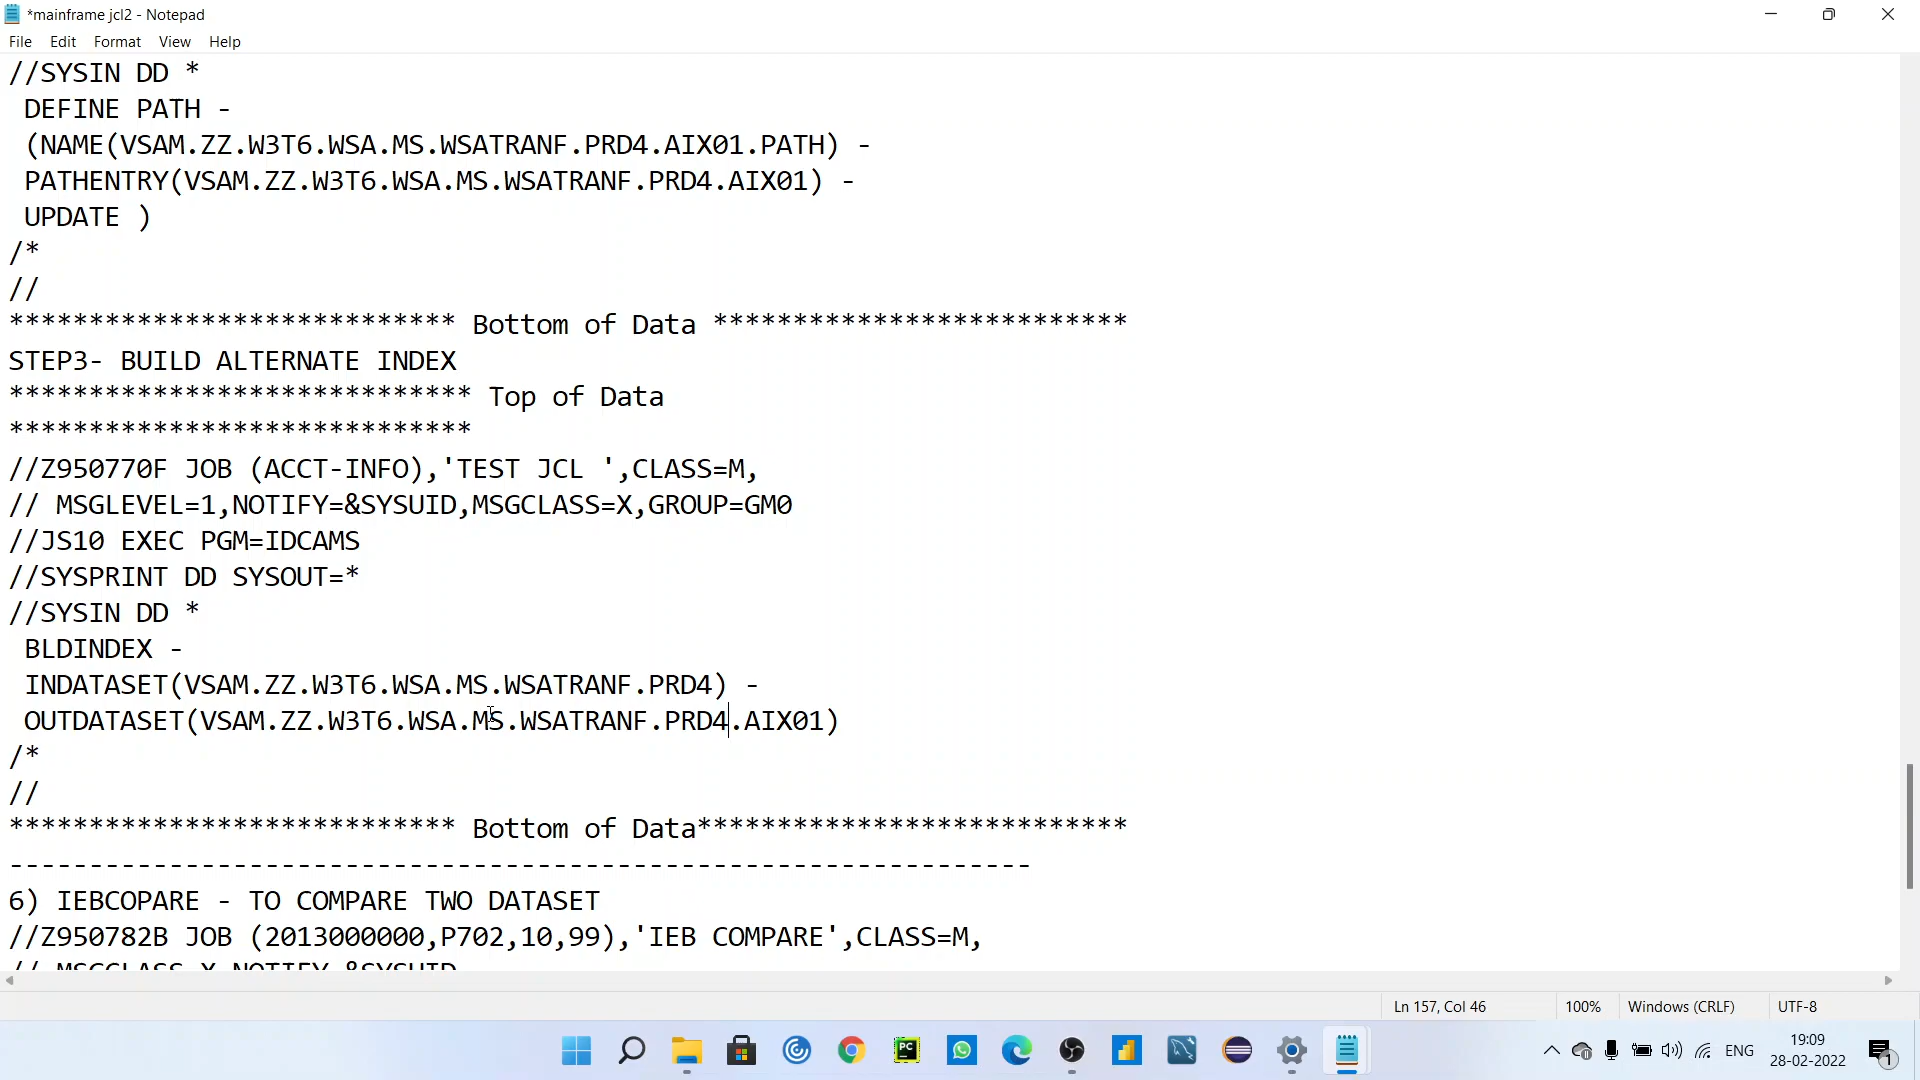 *mainframe jcl2 - Notepad
File Edit Format View Help
//SYSIN DD *
DEFINE PATH -
(NAME(VSAM.ZZ.W3T6.WSA.MS.WSATRANF.PRD4.AIX01.PATH) -
PATHENTRY(VSAM.ZZ.W3T6.WSA.MS.WSATRANF.PRD4.AIX01) -
UPDATE )
/*
//
**************************** Bottom of Data **************************
STEP3- BUILD ALTERNATE INDEX
***************************** Top of Data
*****************************
//Z950770F JOB (ACCT-INFO),'TEST JCL ',CLASS=M,
// MSGLEVEL=1,NOTIFY=&SYSUID,MSGCLASS=X,GROUP=GM0
//JS10 EXEC PGM=IDCAMS
//SYSPRINT DD SYSOUT=*
//SYSIN DD *
BLDINDEX -
INDATASET(VSAM.ZZ.W3T6.WSA.MS.WSATRANF.PRD4) -
OUTDATASET(VSAM.ZZ.W3T6.WSA.MS.WSATRANF.PRD4.AIX01)
/*
//
**************************** Bottom of Data***************************
----------------------------------------------------------------
6) IEBCOPARE - TO COMPARE TWO DATASET
//Z950782B JOB (2013000000,P702,10,99),'IEB COMPARE',CLASS=M,
// MSGCLASS=X,NOTIFY=&SYSUID
Ln 157, Col 46 100% Windows (CRLF) UTF-8
PC
ENG
19:09
28-02-2022
1